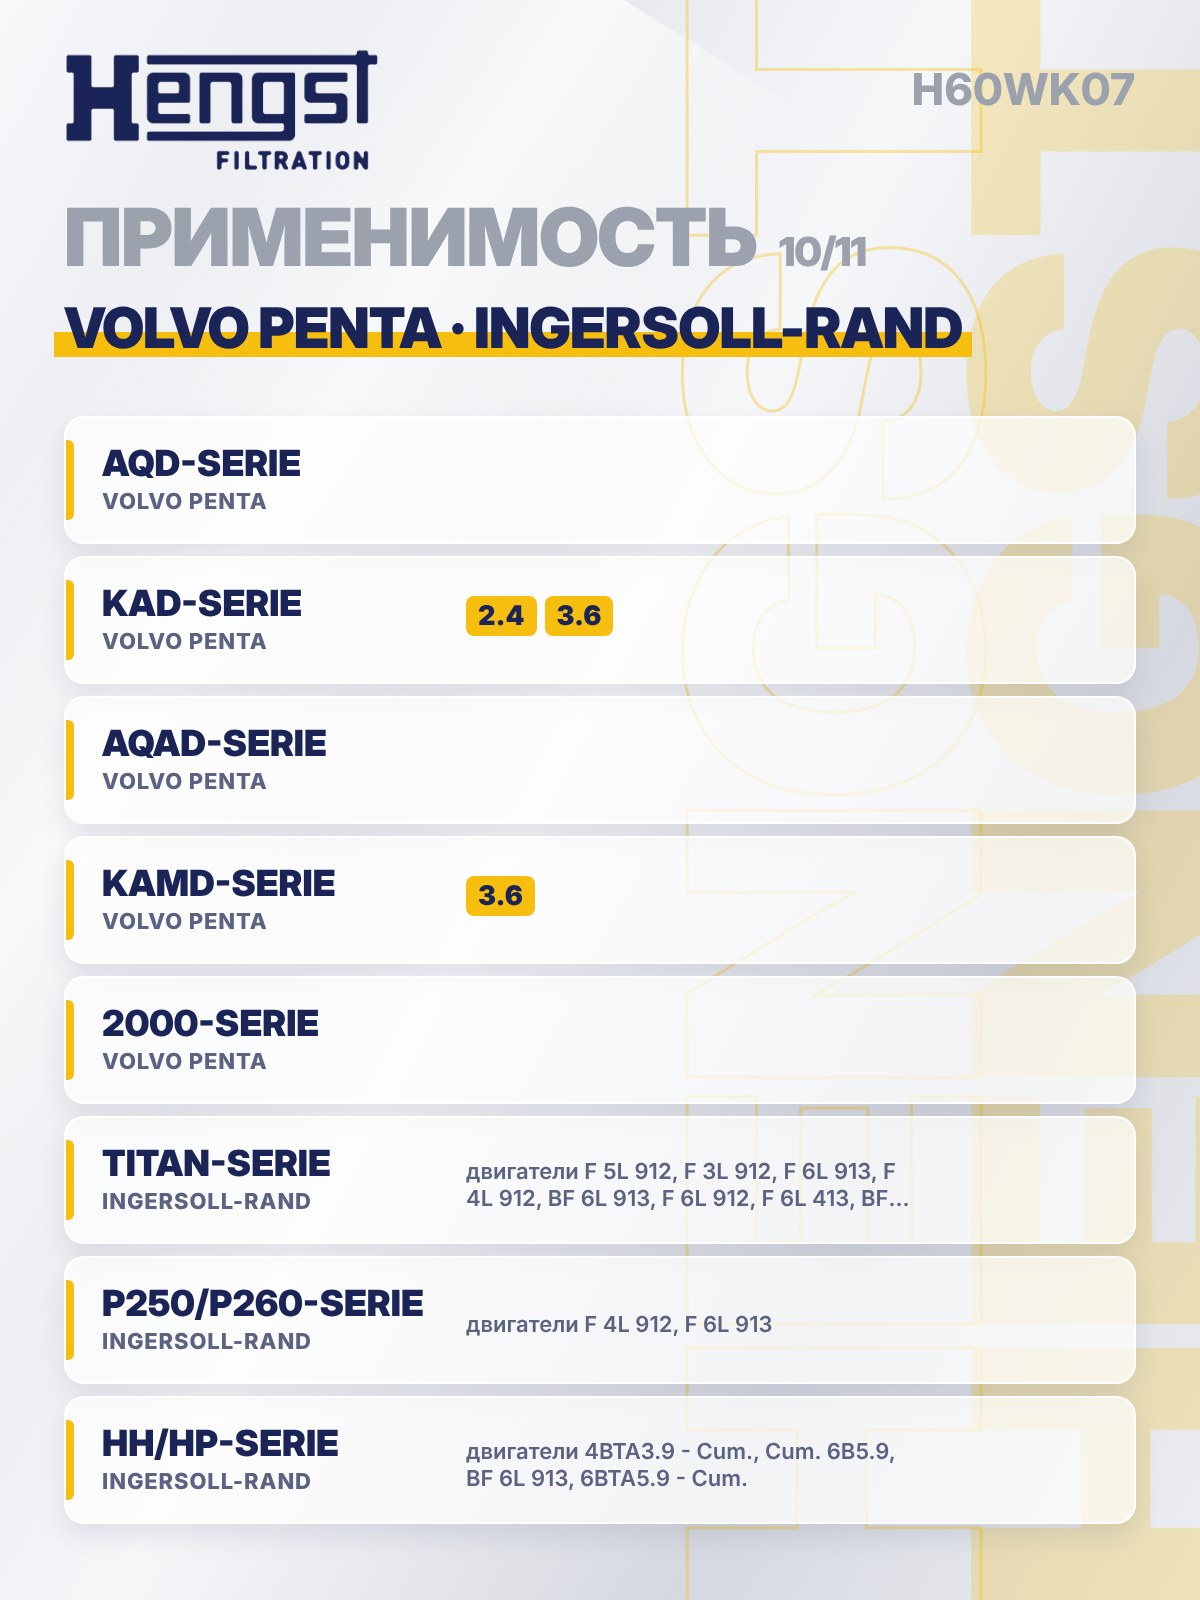 Hengst
FILTRATION
H60WK07
ПРИМЕНИМОСТЬ 10/11
VOLVO PENTA · INGERSOLL-RAND
AQD-SERIE
VOLVO PENTA
KAD-SERIE
VOLVO PENTA
2.4 3.6
AQAD-SERIE
VOLVO PENTA
KAMD-SERIE
VOLVO PENTA
3.6
2000-SERIE
VOLVO PENTA
TITAN-SERIE
INGERSOLL-RAND
двигатели F 5L 912, F 3L 912, F 6L 913, F
4L 912, BF 6L 913, F 6L 912, F 6L 413, BF...
P250/P260-SERIE
INGERSOLL-RAND
двигатели F 4L 912, F 6L 913
HH/HP-SERIE
INGERSOLL-RAND
двигатели 4BTA3.9 - Cum., Cum. 6B5.9,
BF 6L 913, 6BTA5.9 - Cum.
HENGST
HENGST